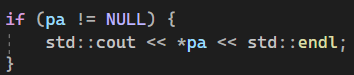 if (pa != NULL) {
    std::cout << *pa << std::endl;
}